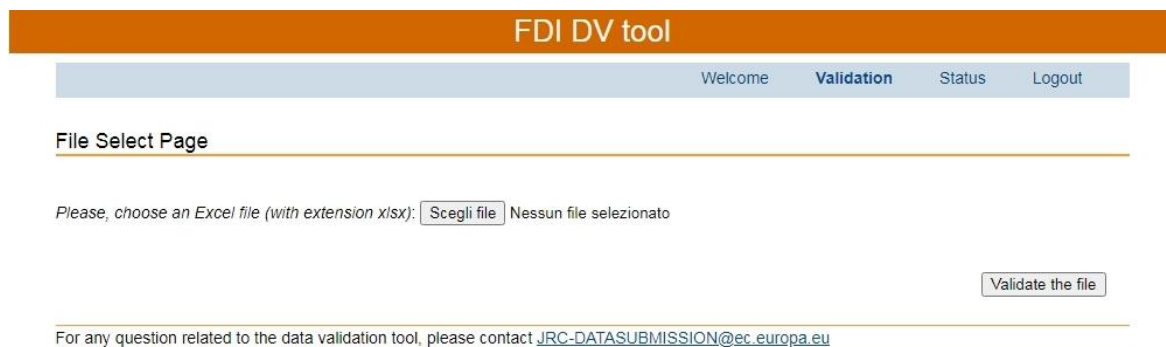 FDI DV tool
Welcome Validation Status Logout
File Select Page
Please, choose an Excel file (with extension xlsx): Scegli file Nessun file selezionato
Validate the file
For any question related to the data validation tool, please contact JRC-DATASUBMISSION@ec.europa.eu